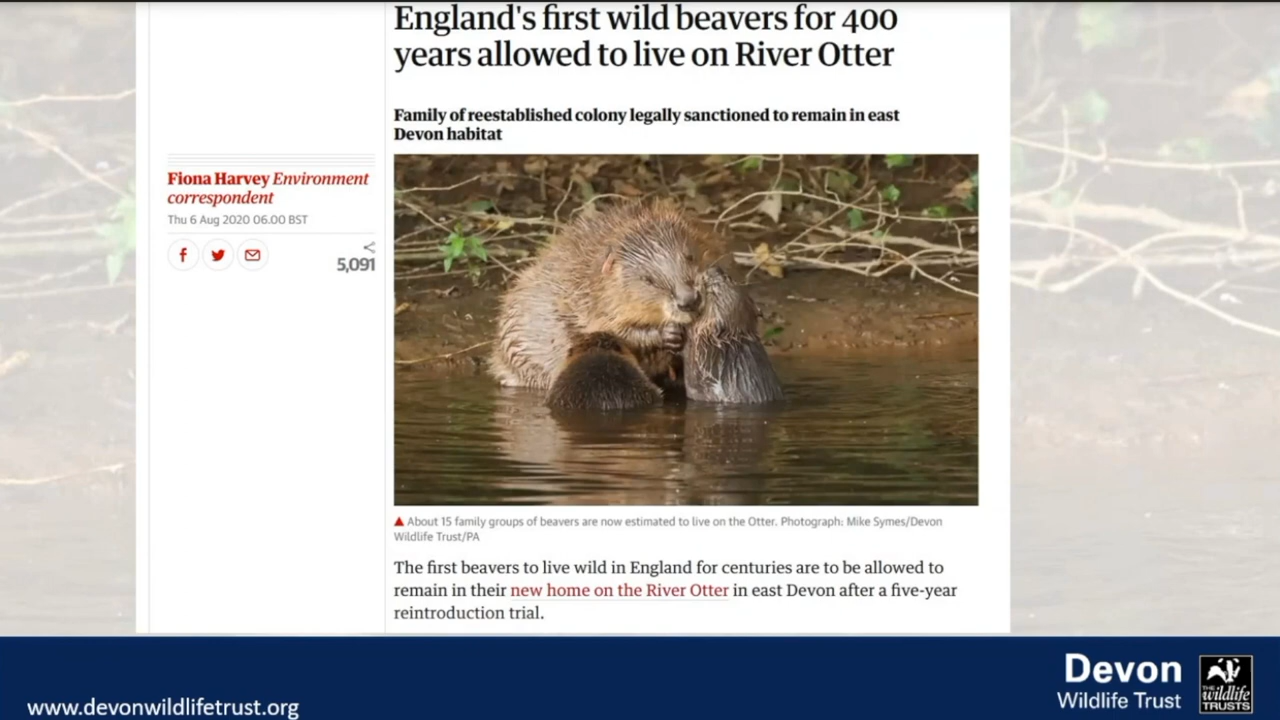 England's first wild beavers for 400
years allowed to live on River Otter
Family of reestablished colony legally sanctioned to remain in east
Devon habitat
Fiona Harvey Environment
correspondent
Thu 6 Aug 2020 06.00 BST
5,091
About 15 family groups of beavers are now estimated to live on the Otter. Photograph: Mike Symes/Devon
Wildlife Trust/PA
The first beavers to live wild in England for centuries are to be allowed to
remain in their new home on the River Otter in east Devon after a five-year
reintroduction trial.
www.devonwildlifetrust.org
Devon
Wildlife Trust
THE
wildlife
TRUSTS